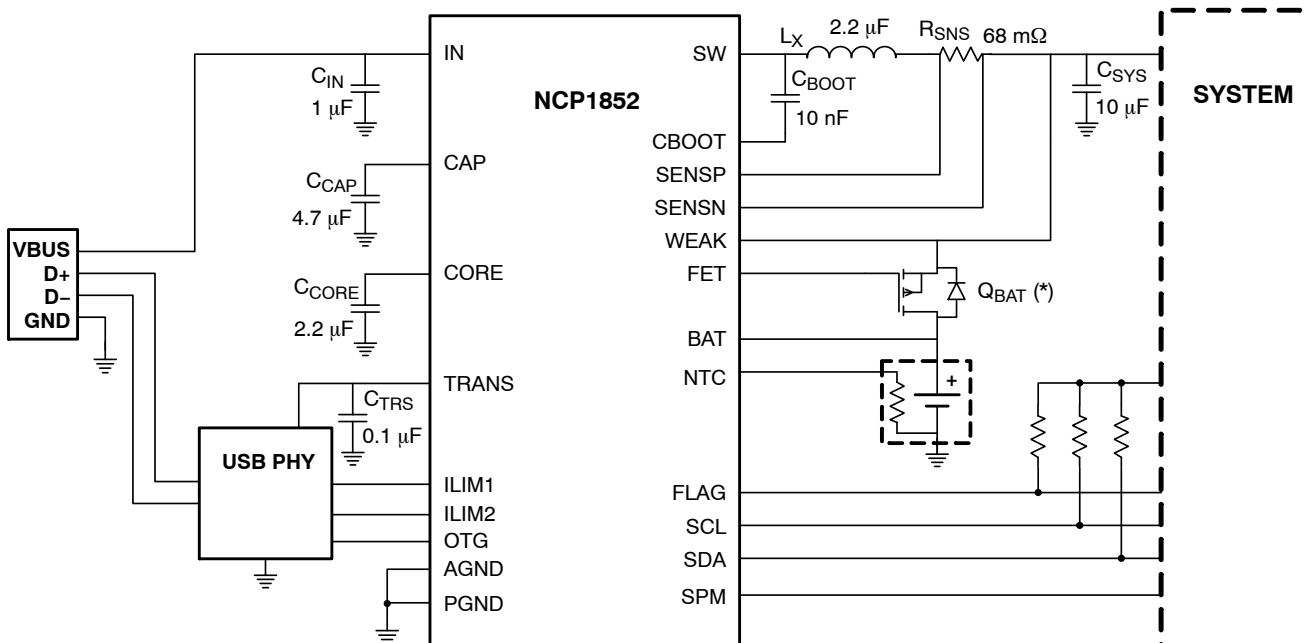 IN
CIN
1 μF
NCP1852
SW
LX
2.2 μF
RSNS
68 mΩ
CBOOT
10 nF
CSYS
10 μF
SYSTEM
CBOOT
CAP
CCAP
4.7 μF
SENSP
SENSN
WEAK
VBUS
D+
D−
GND
CORE
CCORE
2.2 μF
FET
QBAT (*)
BAT
NTC
+
TRANS
CTRS
0.1 μF
USB PHY
ILIM1
ILIM2
OTG
AGND
PGND
FLAG
SCL
SDA
SPM